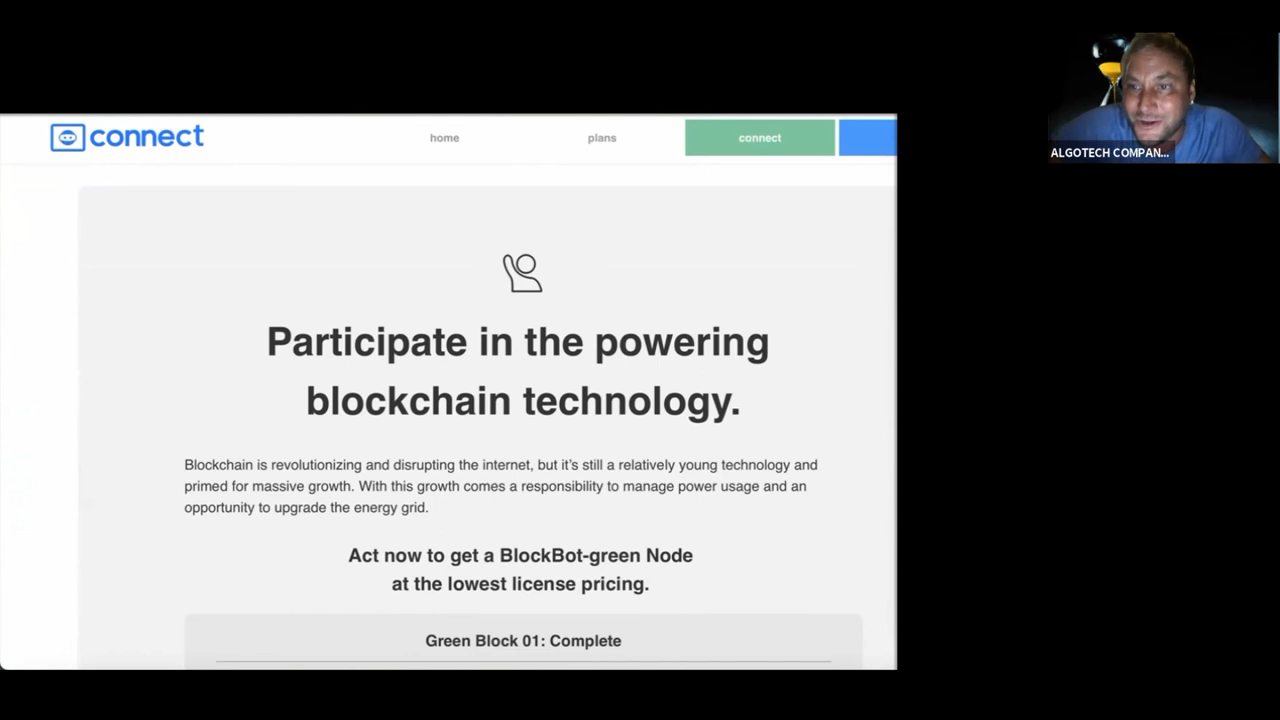 connect
home
plans
connect
Participate in the powering
blockchain technology.
Blockchain is revolutionizing and disrupting the internet, but it's still a relatively young technology and
primed for massive growth. With this growth comes a responsibility to manage power usage and an
opportunity to upgrade the energy grid.
Act now to get a BlockBot-green Node
at the lowest license pricing.
Green Block 01: Complete
ALGOTECH COMPAN...